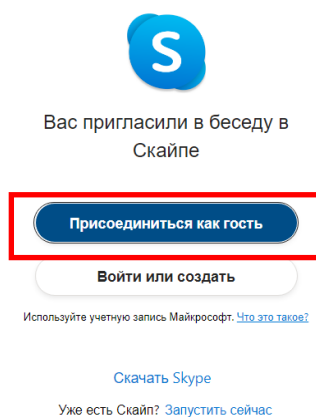 S
Вас пригласили в беседу в
Скайпе
Присоединиться как гость
Войти или создать
Используйте учетную запись Майкрософт. Что это такое?
Скачать Skype
Уже есть Скайп? Запустить сейчас